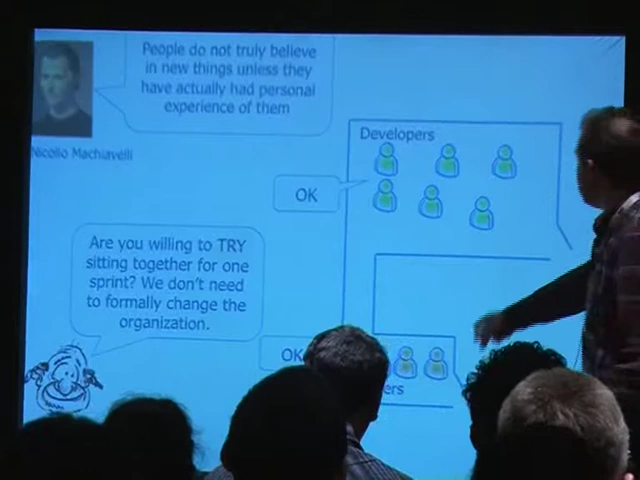 People do not truly believe
in new things unless they
have actually had personal
experience of them
Nicollo Machiavelli
Developers
OK
Are you willing to TRY
sitting together for one
sprint? We don't need
to formally change the
organization.
OK
ers